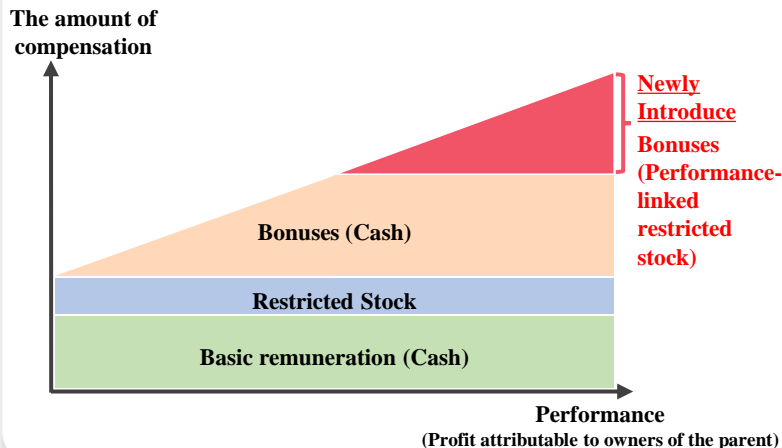 The amount of
compensation
Newly
Introduce
Bonuses
(Performance-
linked
restricted
stock)
Bonuses (Cash)
Restricted Stock
Basic remuneration (Cash)
Performance
(Profit attributable to owners of the parent)